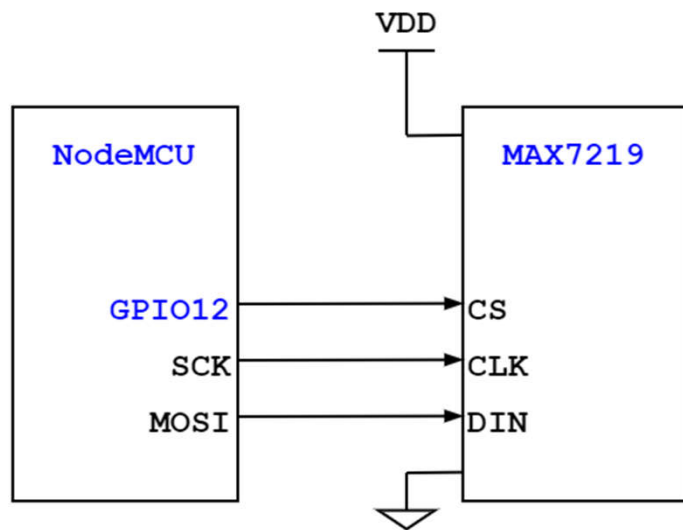 VDD
NodeMCU
MAX7219
GPIO12
CS
SCK
CLK
MOSI
DIN